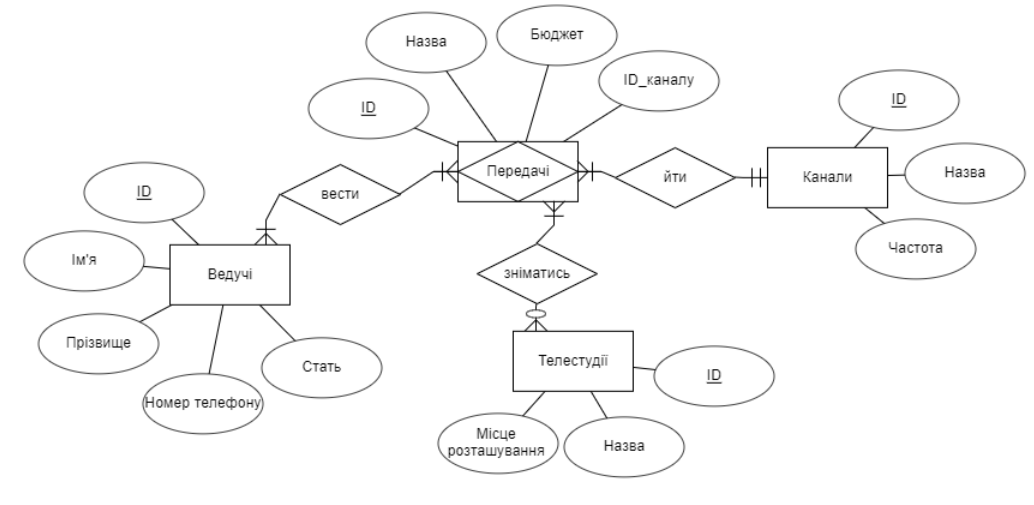 Назва
Бюджет
ID_каналу
ID
Передачі
йти
Канали
ID
Назва
Частота
вести
ID
Ім'я
Прізвище
Номер телефону
Стать
Ведучі
зніматись
Телестудії
ID
Місце
розташування
Назва